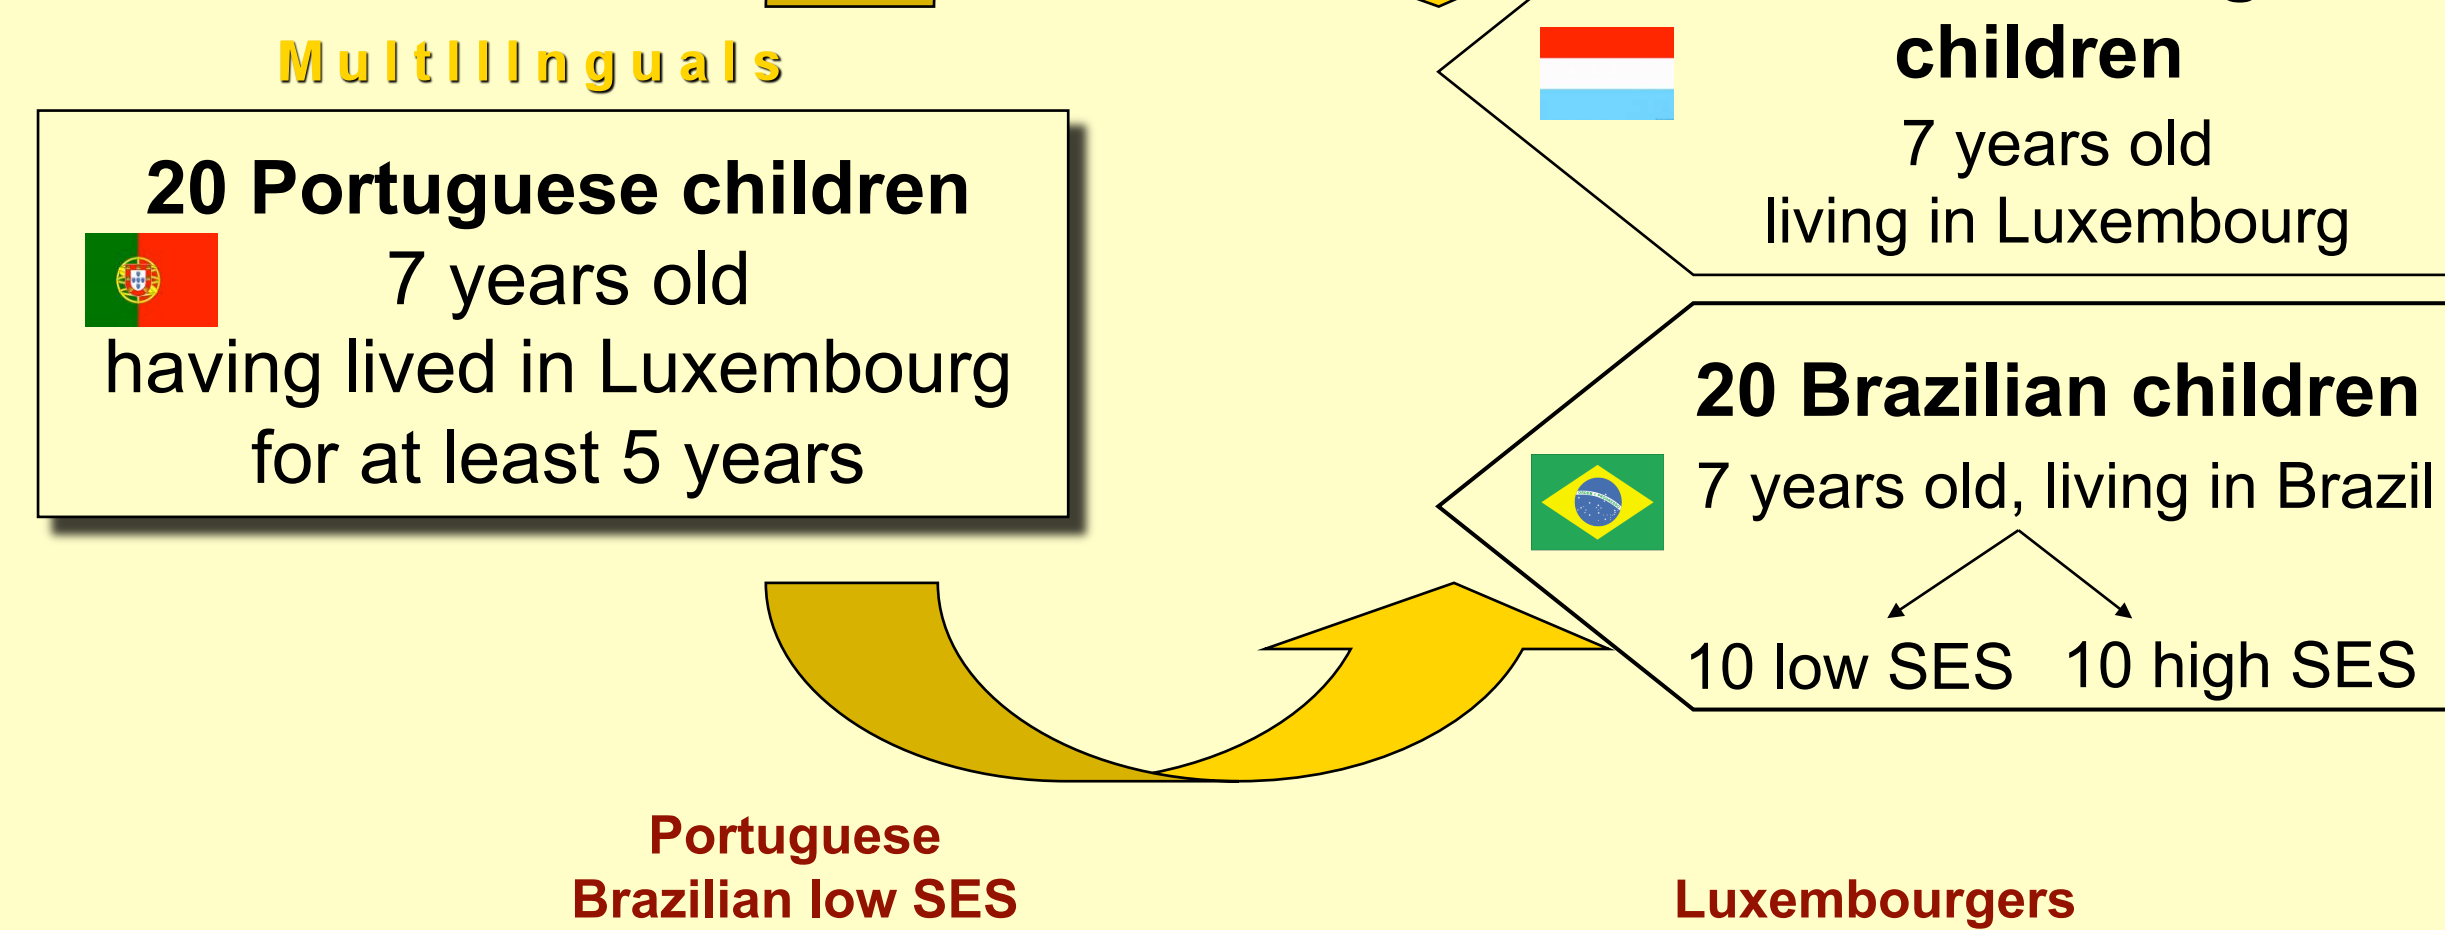 MultIlInguals
20 Portuguese children
7 years old
having lived in Luxembourg
for at least 5 years
children
7 years old
living in Luxembourg
20 Brazilian children
7 years old, living in Brazil
10 low SES 10 high SES
Portuguese
Brazilian low SES
Luxembourgers